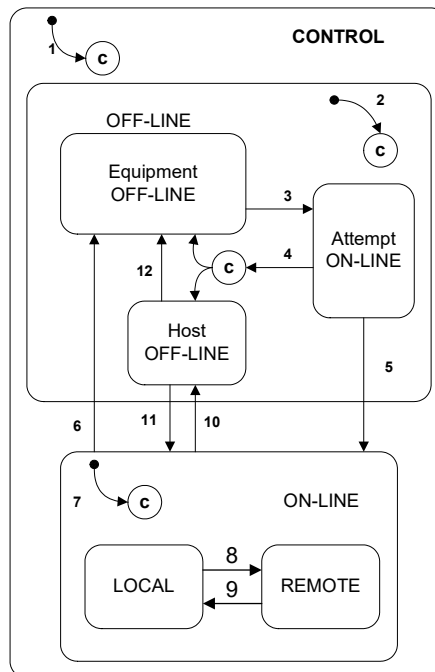 CONTROL
1
c
2
c
OFF-LINE
Equipment
OFF-LINE
3
Attempt
ON-LINE
4
c
12
Host
OFF-LINE
5
6
11
10
7
c
ON-LINE
LOCAL
8
9
REMOTE